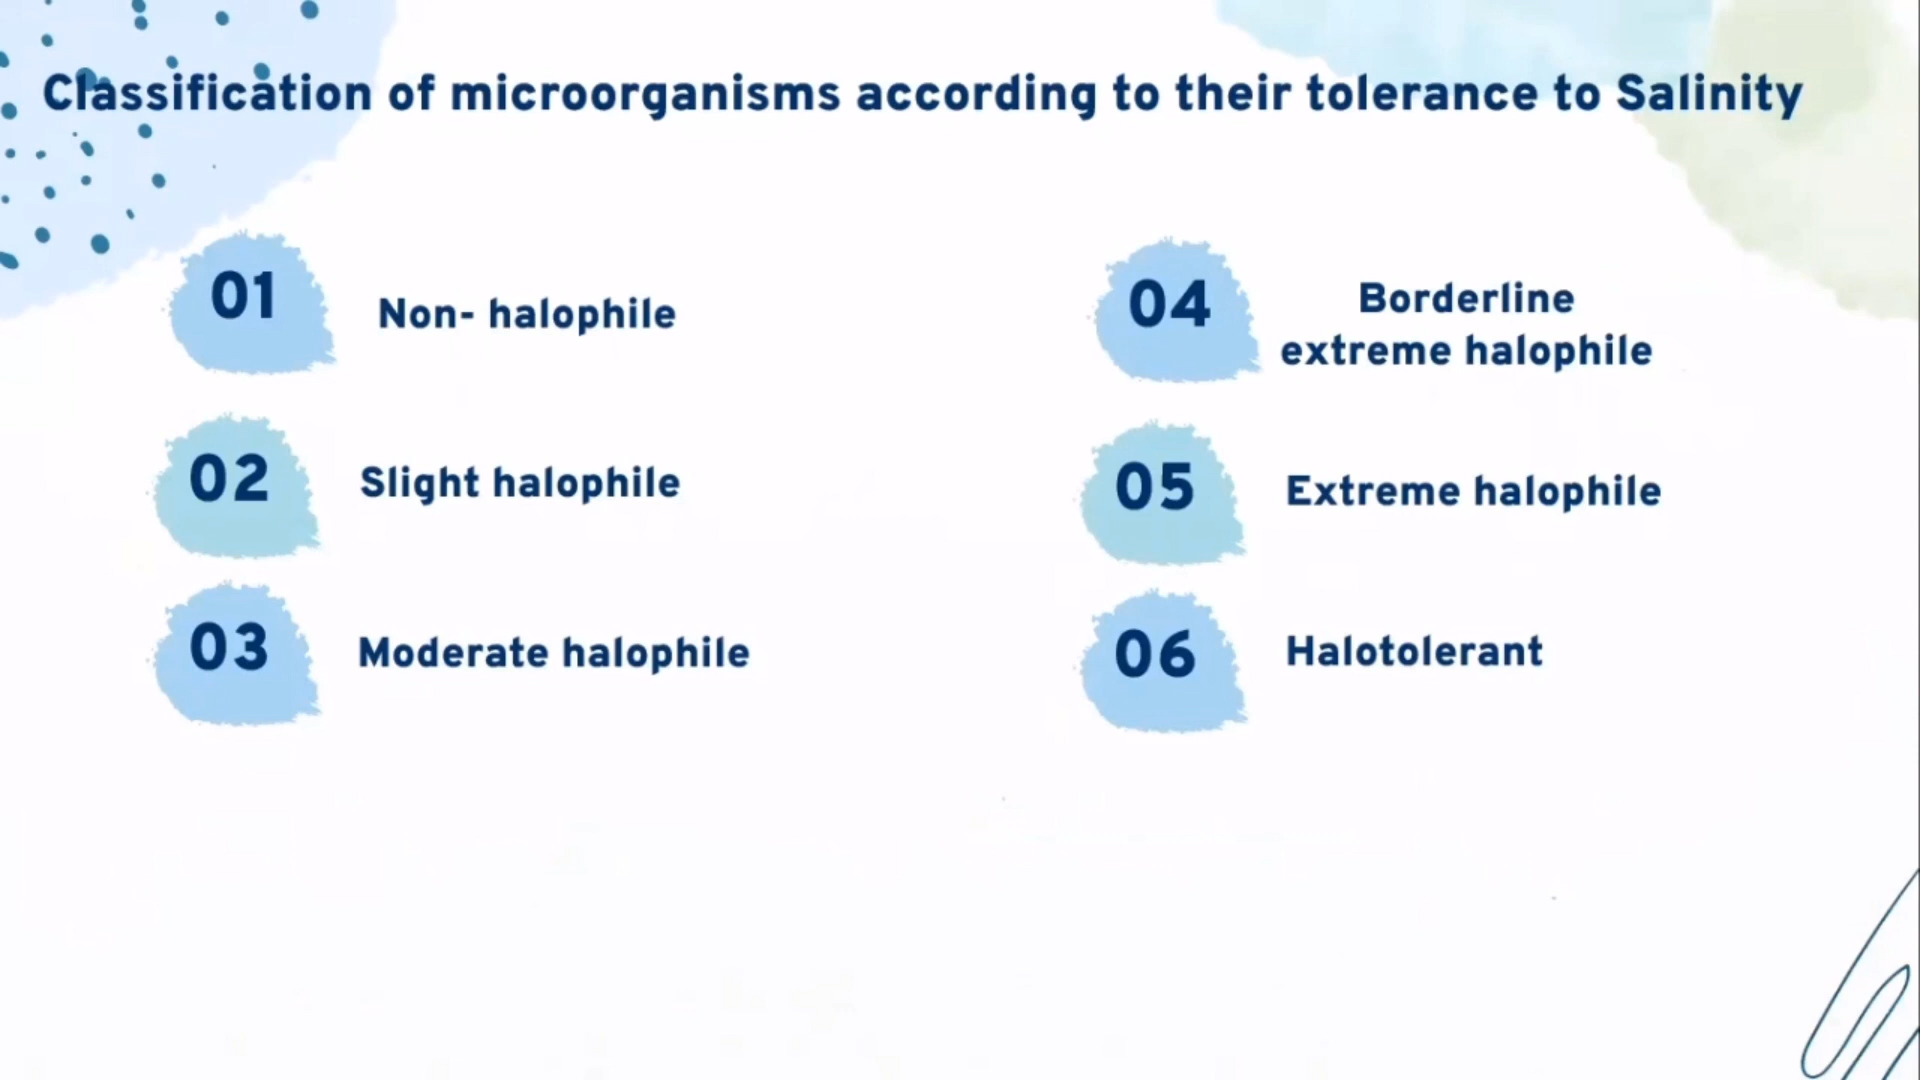 Classification of microorganisms according to their tolerance to Salinity
01
Non- halophile
02
Slight halophile
03
Moderate halophile
04
Borderline
extreme halophile
05
Extreme halophile
06
Halotolerant